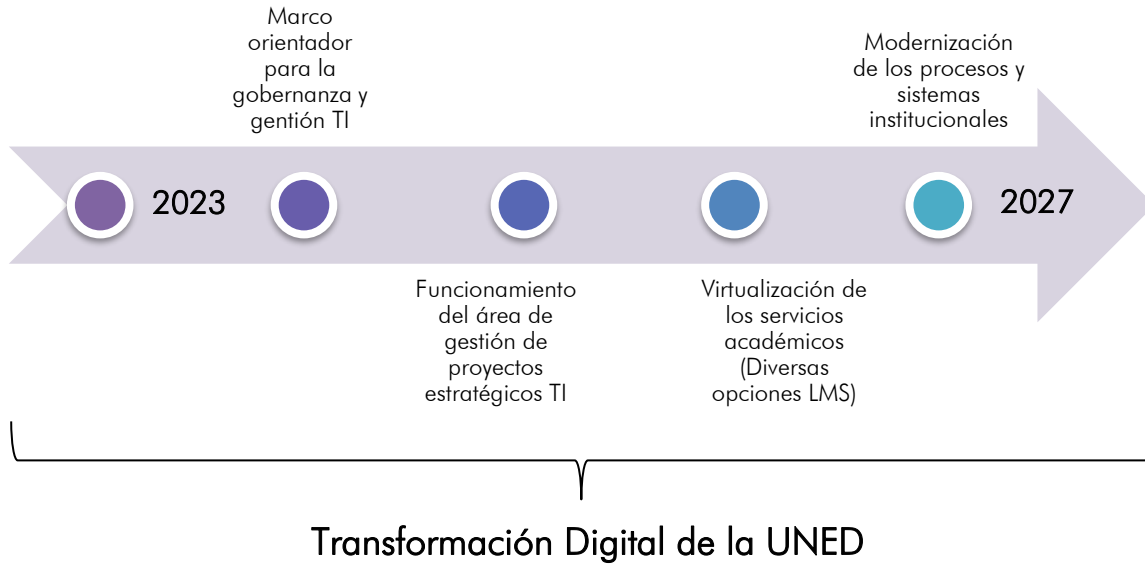 Marco
orientador
para la
gobernanza y
gentión TI
Modernización
de los procesos y
sistemas
institucionales
2023
2027
Funcionamiento
del área de
gestión de
proyectos
estratégicos TI
Virtualización de
los servicios
académicos
(Diversas
opciones LMS)
Transformación Digital de la UNED